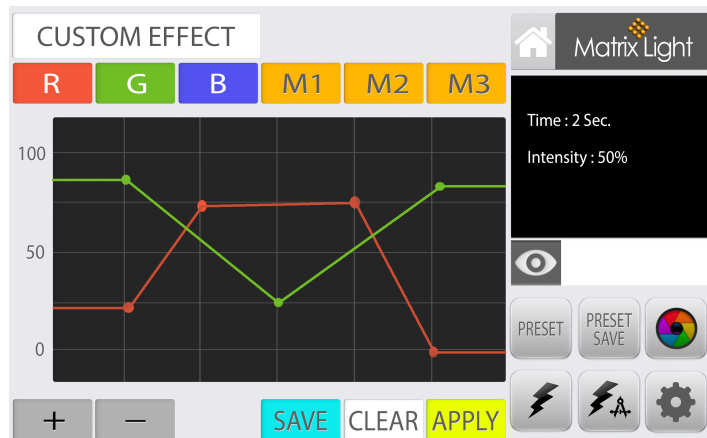 CUSTOM EFFECT
Matrix Light
R G B M1 M2 M3
Time : 2 Sec.
Intensity : 50%
100
50
0
PRESET
PRESET
SAVE
+ − SAVE CLEAR APPLY